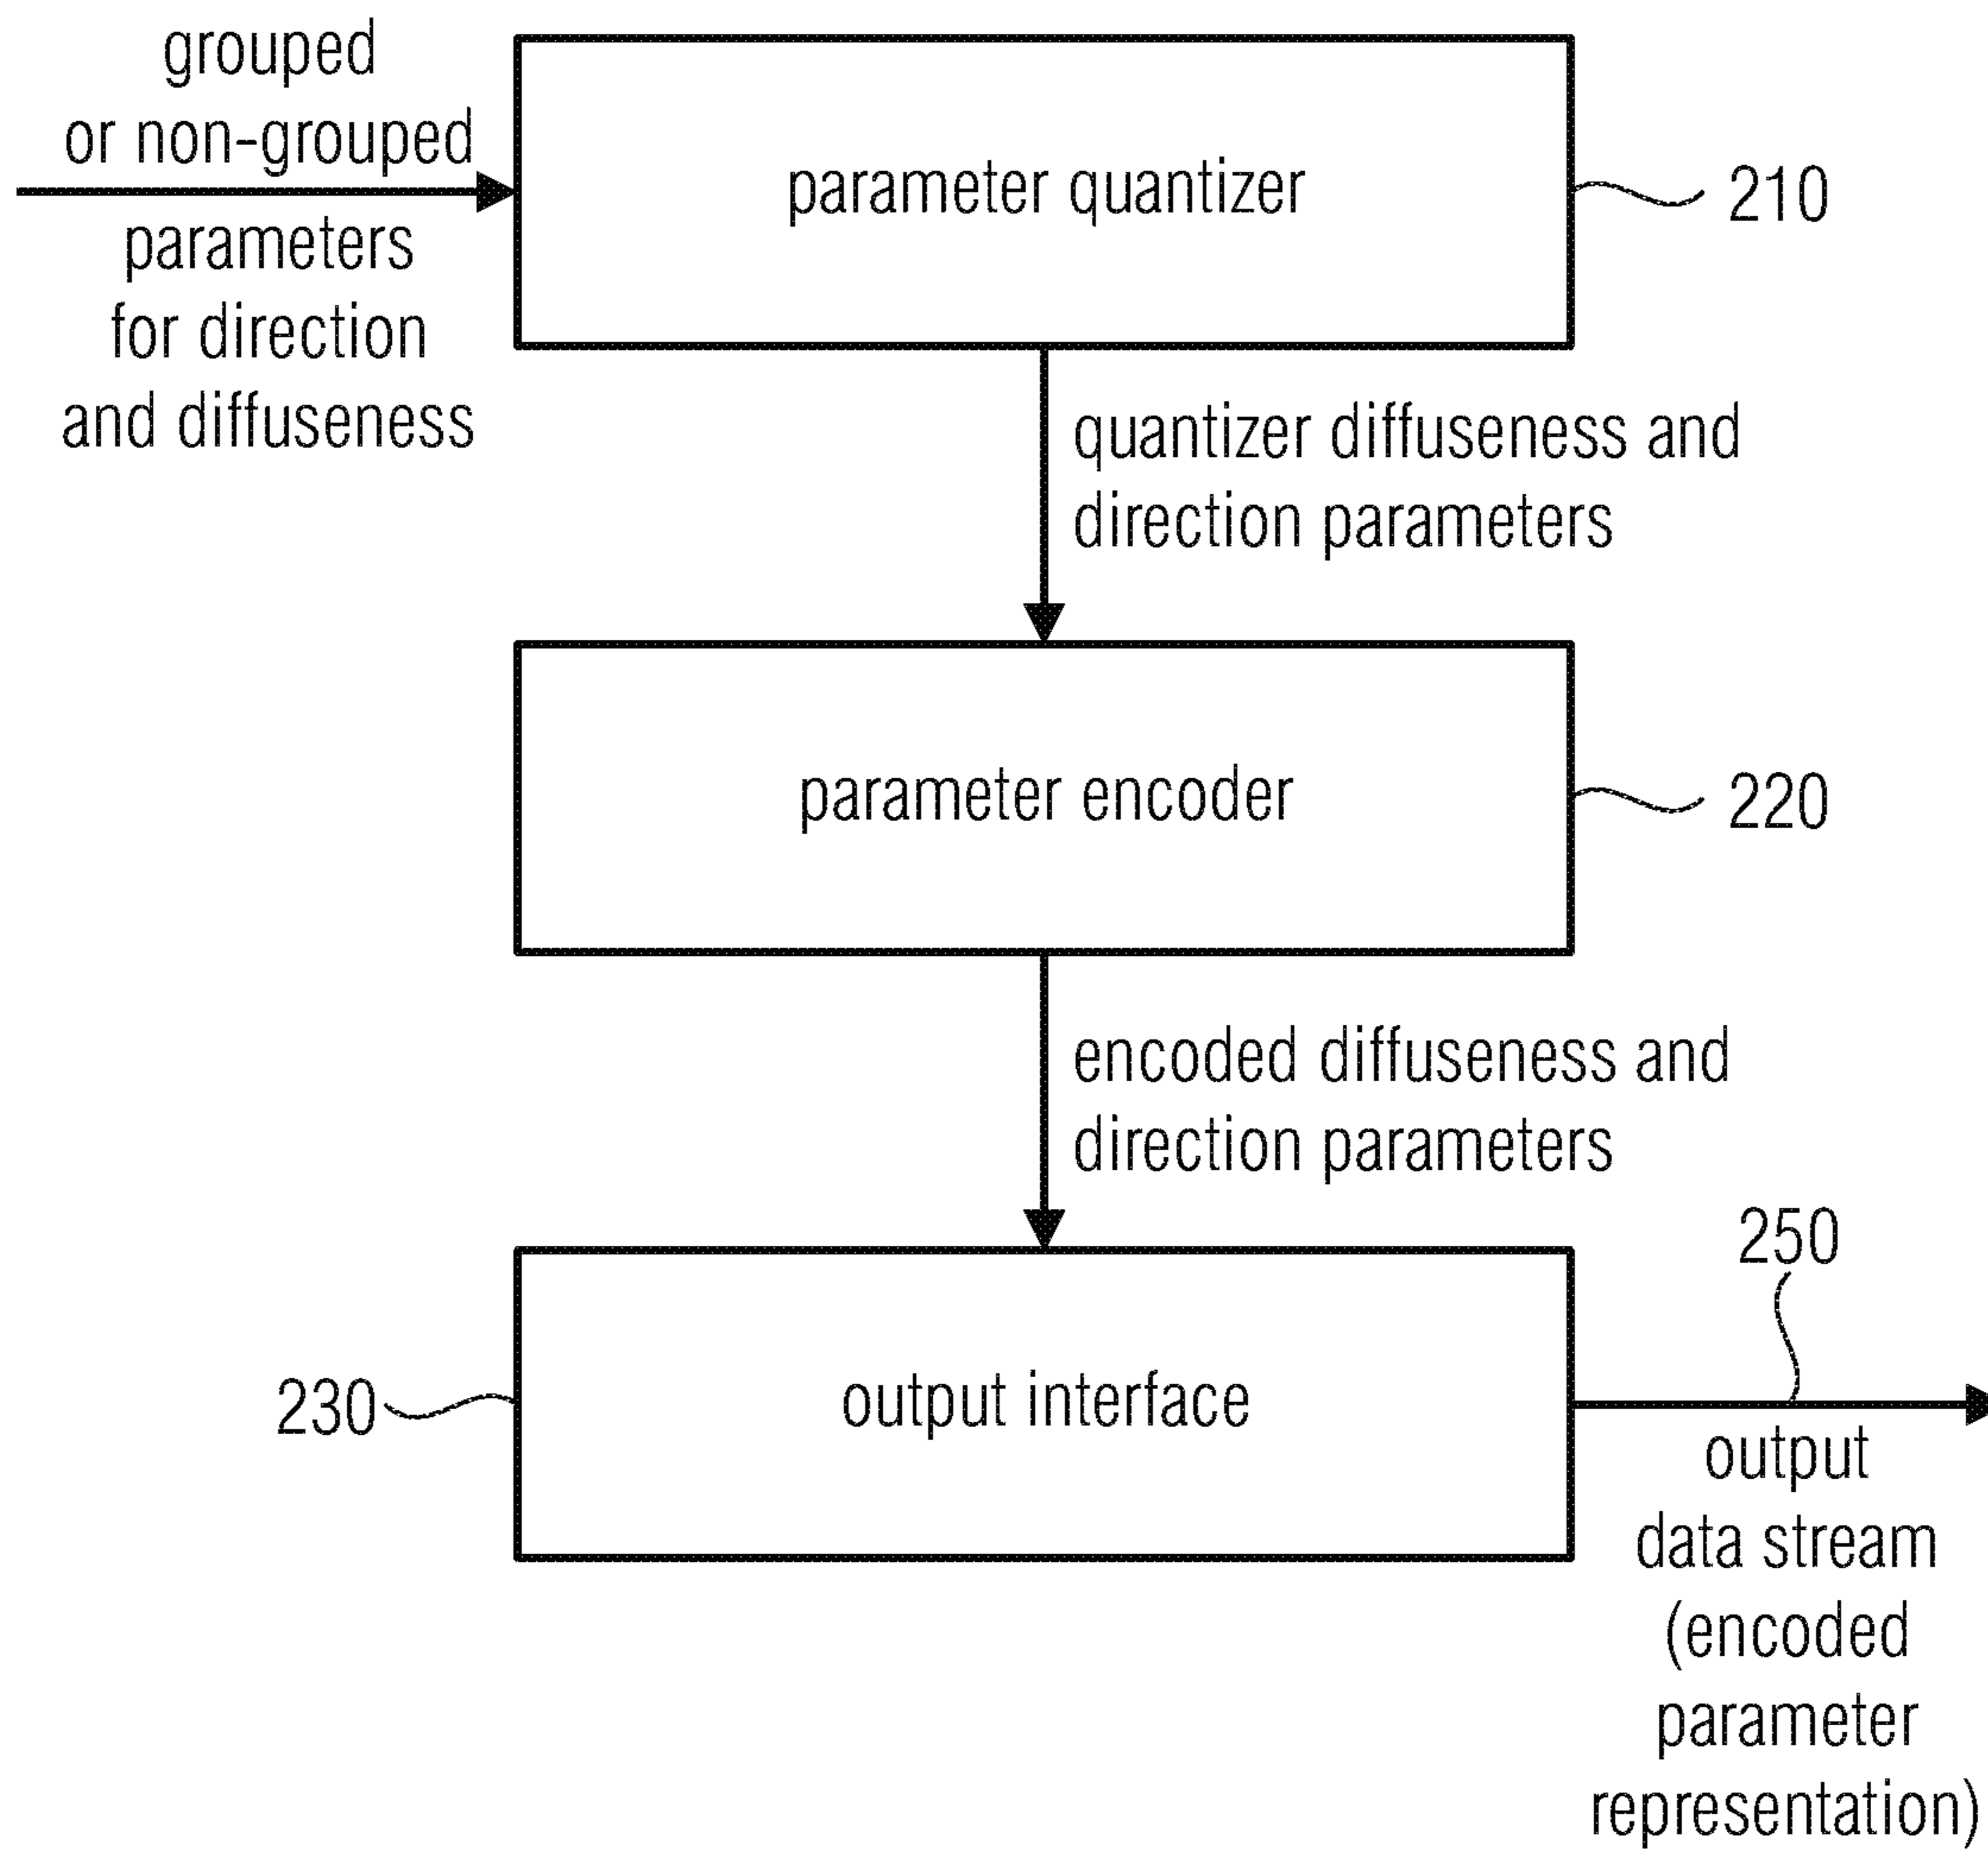 grouped
or non-grouped
parameters
for direction
and diffuseness
parameter quantizer
210
quantizer diffuseness and
direction parameters
parameter encoder
220
encoded diffuseness and
direction parameters
230
output interface
250
output
data stream
(encoded
parameter
representation)